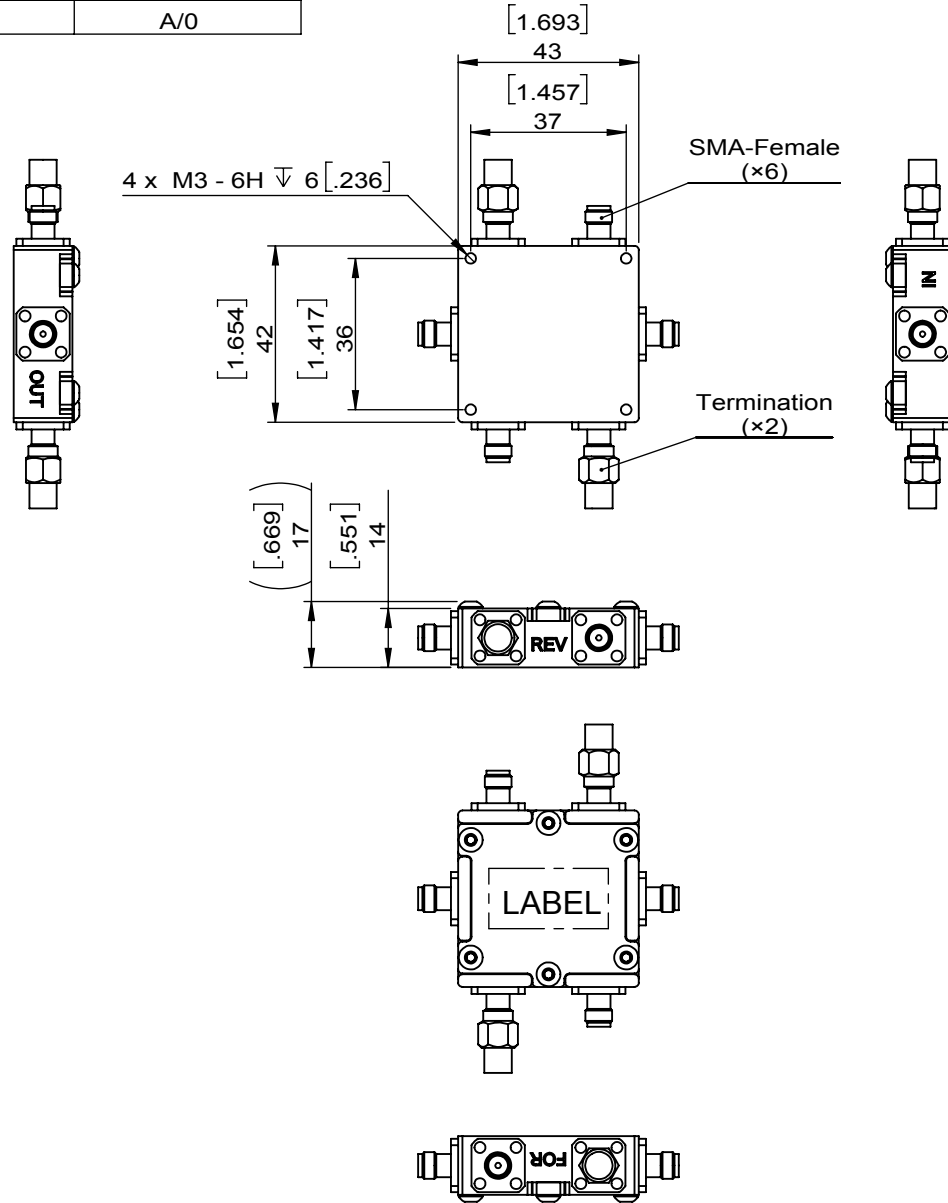 A/0
[1.693]
43
[1.457]
37
SMA-Female
(×6)
4 x M3 - 6H ↧ 6 [.236]
[1.654]
42
[1.417]
36
IN
OUT
Termination
(×2)
[.669]
17
[.551]
14
REV
LABEL
FOR